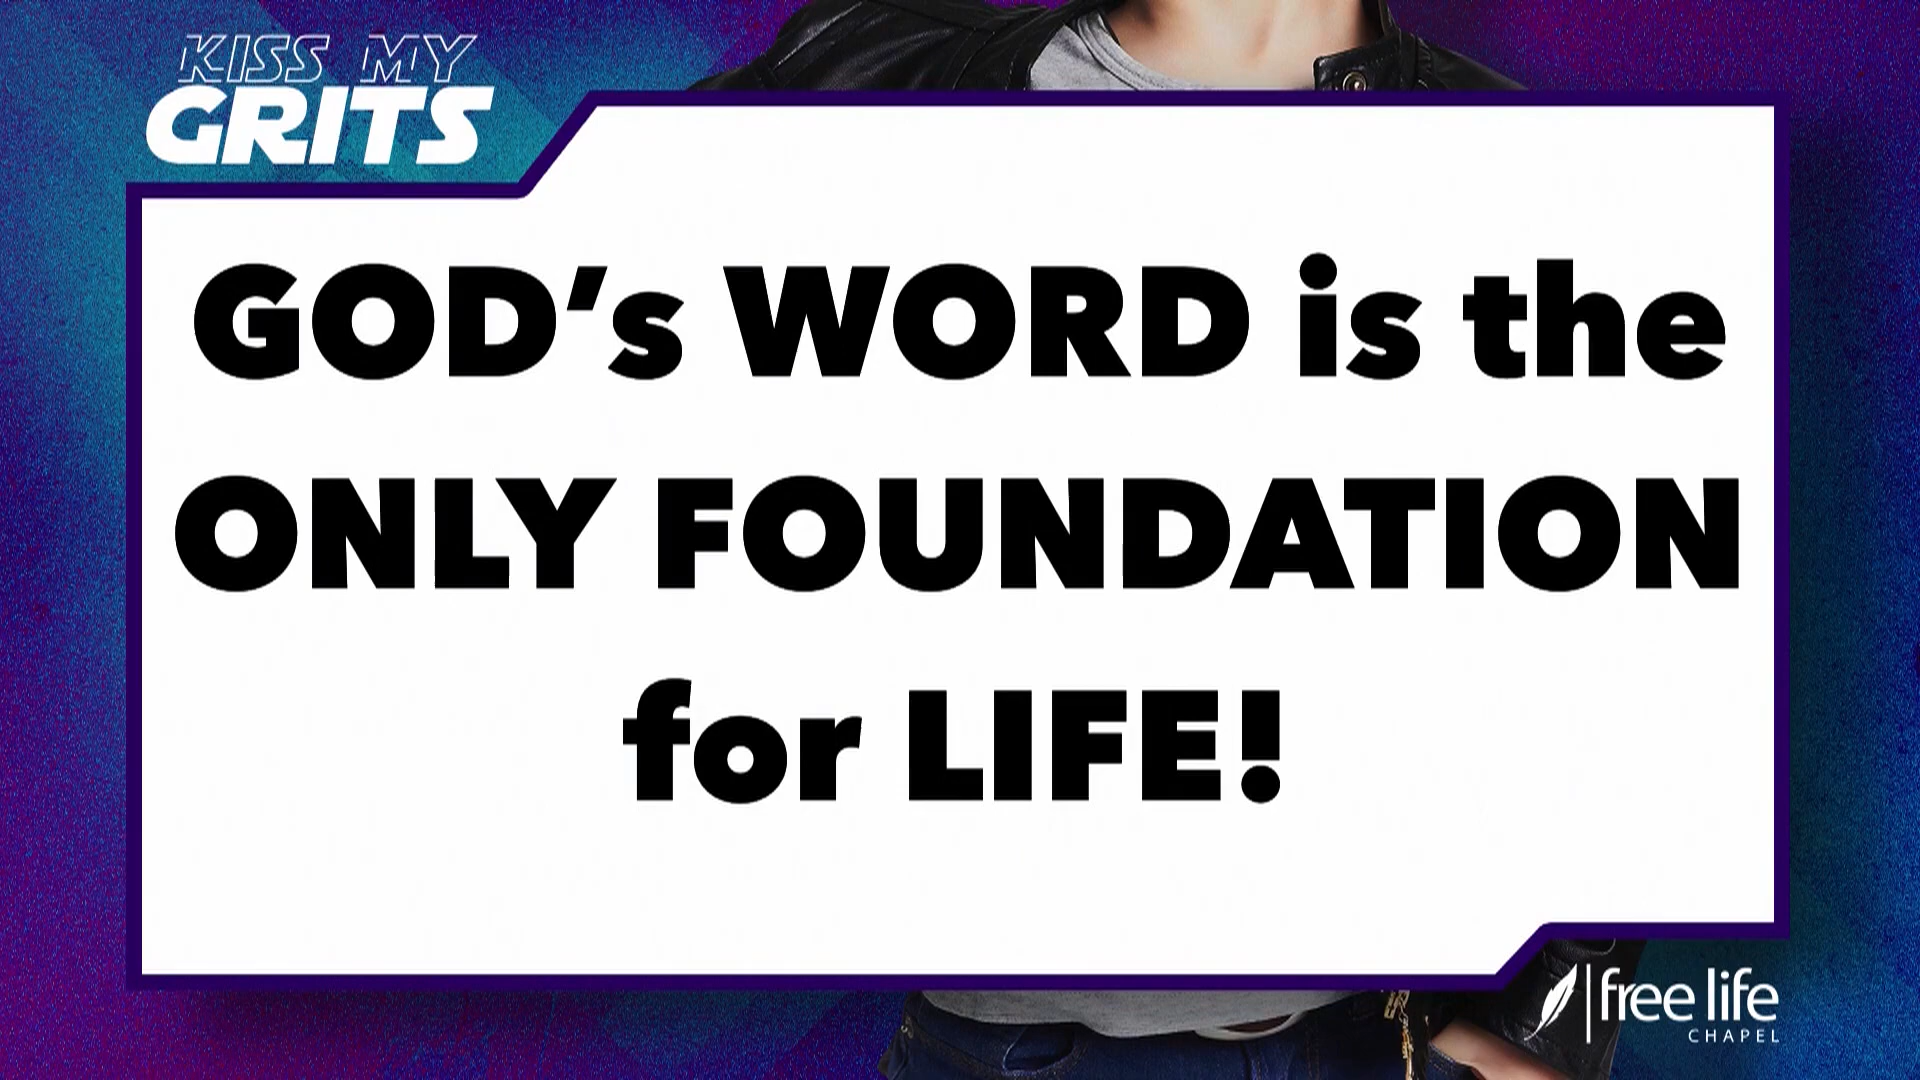 KISS MY
GRITS
GOD’s WORD is the
ONLY FOUNDATION
for LIFE!
free life
CHAPEL